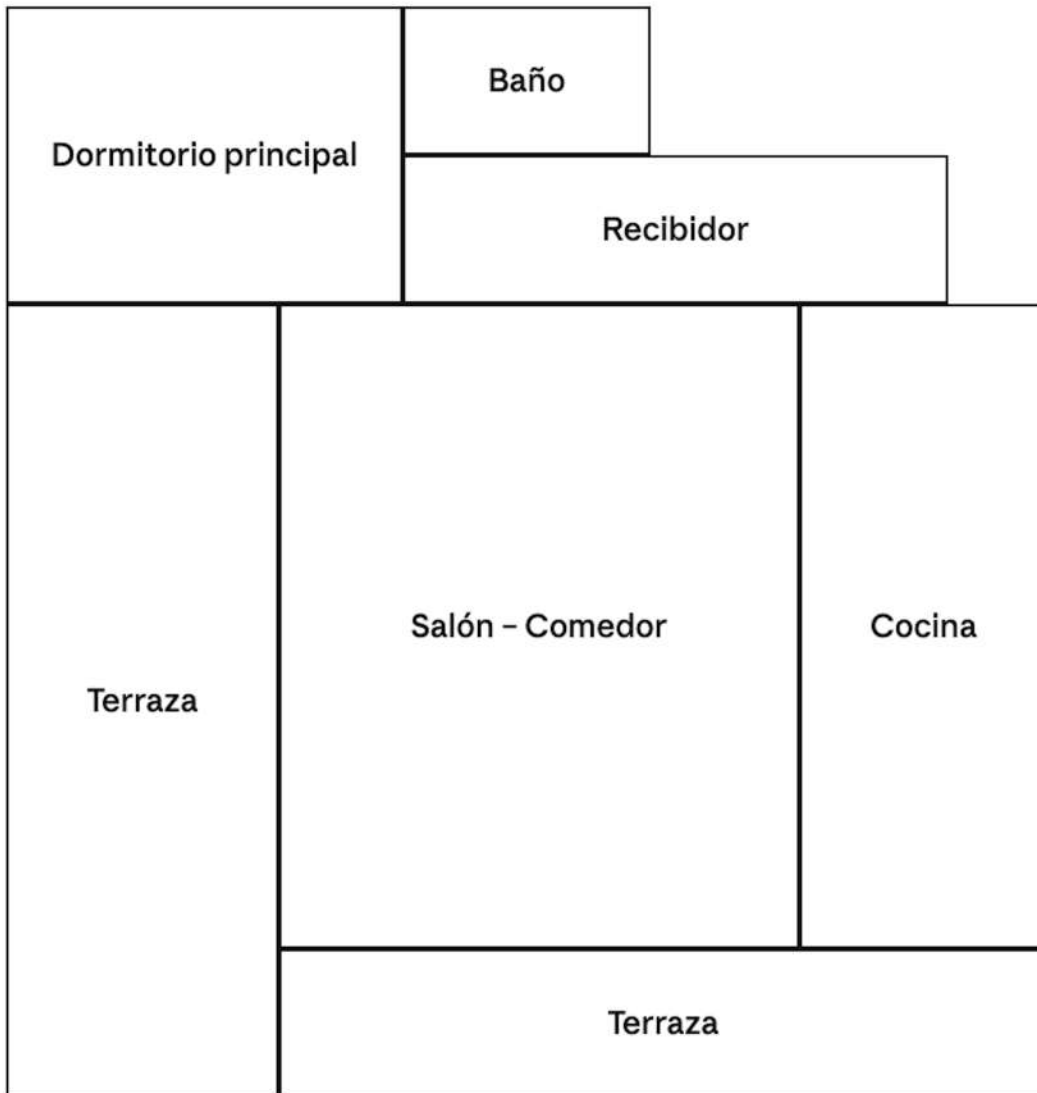 Baño
Dormitorio principal
Recibidor
Salón – Comedor
Cocina
Terraza
Terraza